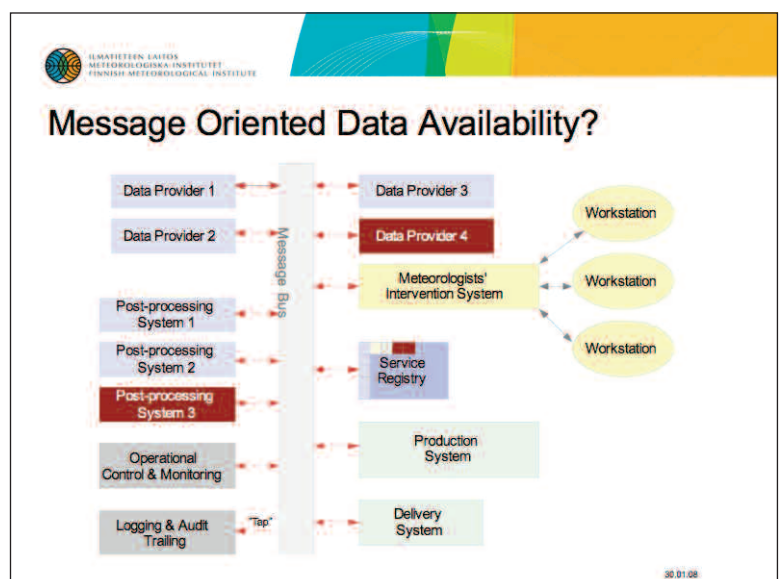 ILMATIETEEN LAITOS
METEOROLOGISKA INSTITUTET
FINNISH METEOROLOGICAL INSTITUTE
Message Oriented Data Availability?
Data Provider 1
Data Provider 2
Post-processing
System 1
Post-processing
System 2
Post-processing
System 3
Operational
Control & Monitoring
Logging & Audit
Trailing
"Tap"
Message Bus
Data Provider 3
Data Provider 4
Meteorologists'
Intervention System
Service
Registry
Production
System
Delivery
System
Workstation
Workstation
Workstation
30.01.08